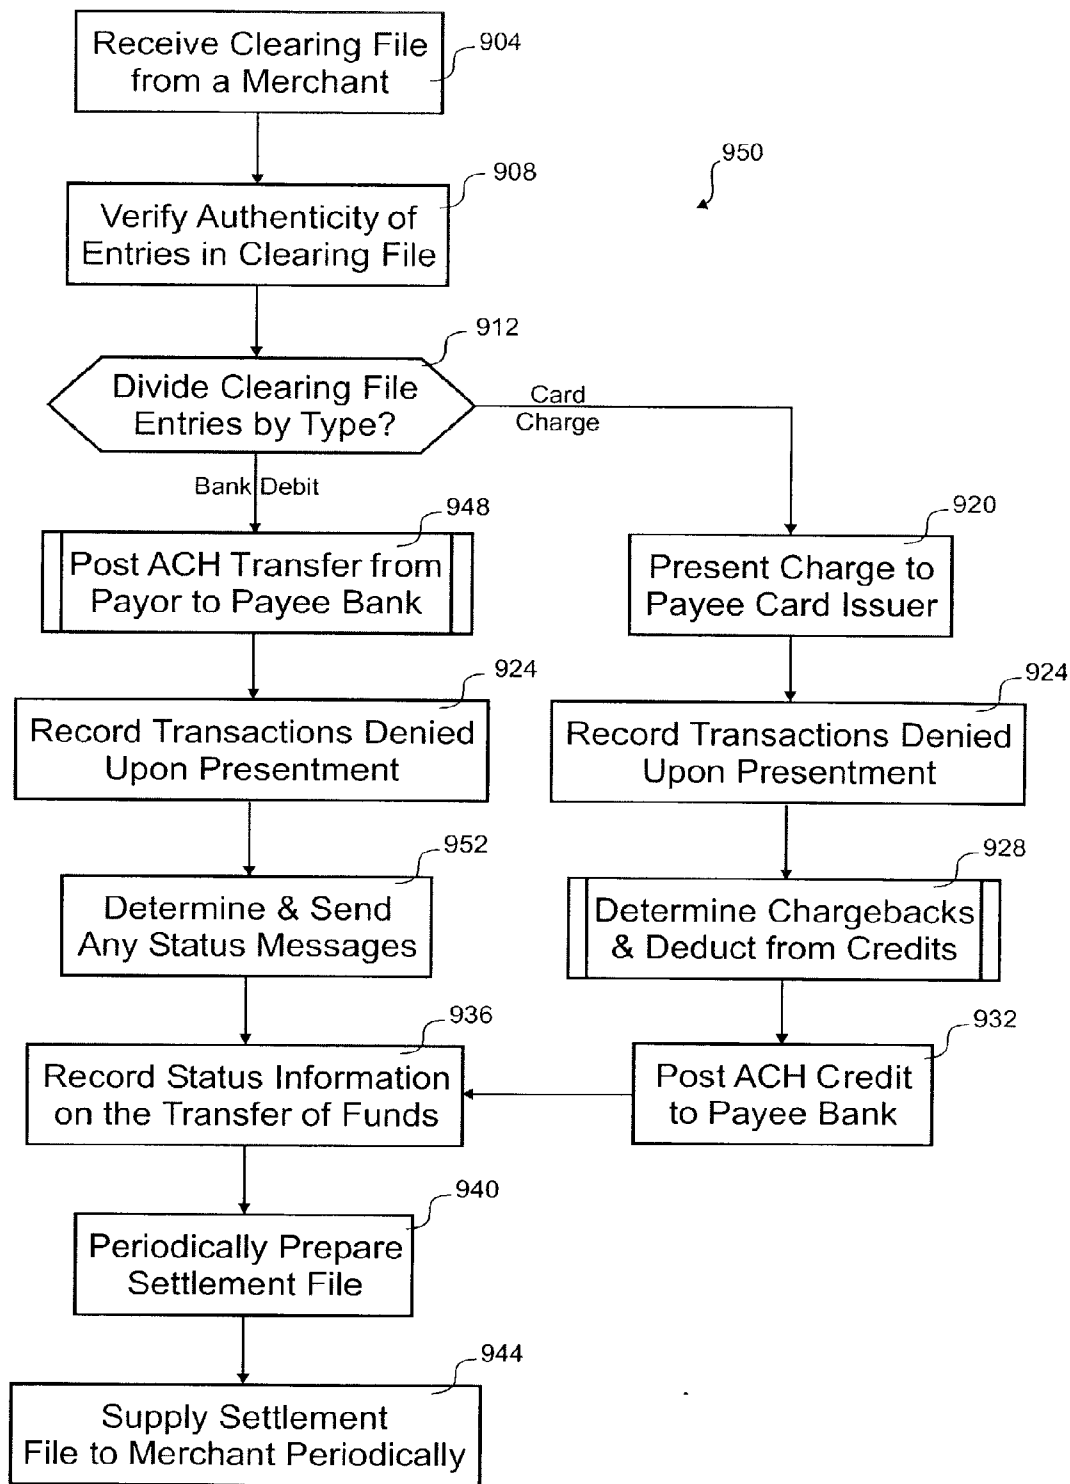 Receive Clearing File
from a Merchant
904
950
908
Verify Authenticity of
Entries in Clearing File
912
Divide Clearing File
Entries by Type?
Card
Charge
Bank Debit
948
Post ACH Transfer from
Payor to Payee Bank
920
Present Charge to
Payee Card Issuer
924
Record Transactions Denied
Upon Presentment
924
Record Transactions Denied
Upon Presentment
952
Determine & Send
Any Status Messages
928
Determine Chargebacks
& Deduct from Credits
936
Record Status Information
on the Transfer of Funds
932
Post ACH Credit
to Payee Bank
940
Periodically Prepare
Settlement File
944
Supply Settlement
File to Merchant Periodically